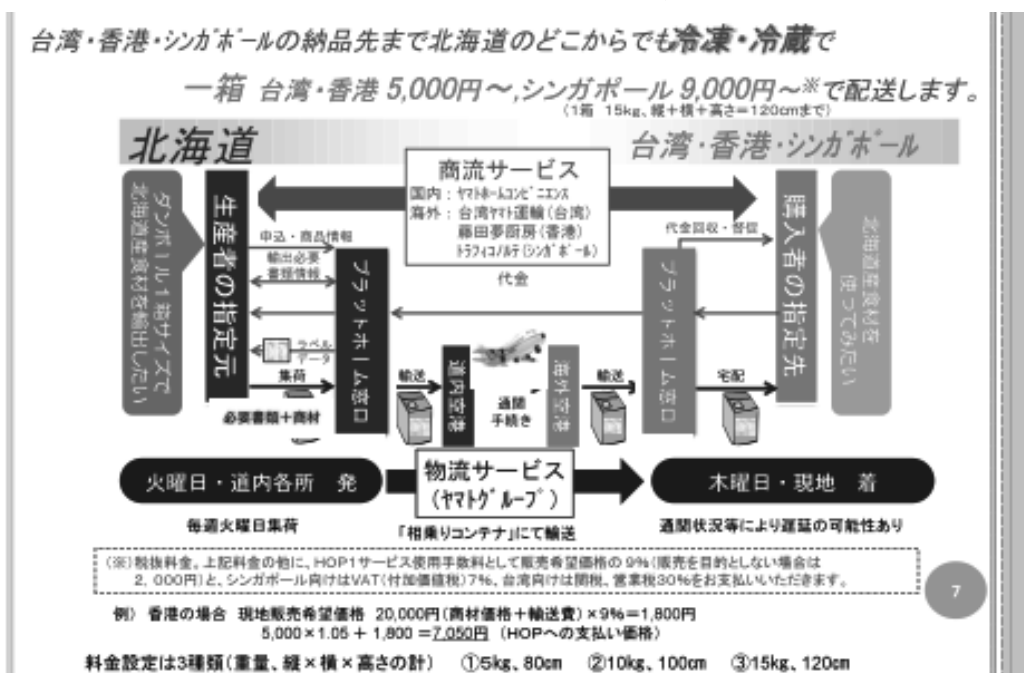 台湾・香港・シンガポールの納品先まで北海道のどこからでも冷凍・冷蔵で
一箱 台湾・香港 5,000円～,シンガポール 9,000円～※で配送します。
（1箱 15kg、縦＋横＋高さ＝120cmまで）
北海道
台湾・香港・シンガポール
商流サービス
国内：ヤマトホームコンビニエンス
海外：台湾ヤマト運輸（台湾）
藤田夢厨房（香港）
トラフィコノルテ（シンガポール）
ダンボール1箱サイズで
北海道産食材を輸出したい
生産者の指定元
申込・商品情報
輸出必要
書類情報
ラベル
データ
集荷
必要書類＋商材
プラットホーム窓口
代金
輸送
道内空港
通関
手続き
海外空港
輸送
プラットホーム窓口
代金回収・督促
宅配
購入者の指定先
北海道産食材を
使ってみたい
火曜日・道内各所 発
物流サービス
（ヤマトグループ）
木曜日・現地 着
毎週火曜日集荷
「相乗りコンテナ」にて輸送
通関状況等により遅延の可能性あり
（※）税抜料金。上記料金の他に、HOP1サービス使用手数料として販売希望価格の9％（販売を目的としない場合は
2,000円）と、シンガポール向けはVAT（付加価値税）7％、台湾向けは関税、営業税30％をお支払いいただきます。
7
例） 香港の場合 現地販売希望価格 20,000円（商材価格＋輸送費）×9％＝1,800円
5,000×1.05＋1,800＝7,050円 （HOPへの支払い価格）
料金設定は3種類（重量、縦×横×高さの計） ①5kg、80cm ②10kg、100cm ③15kg、120cm